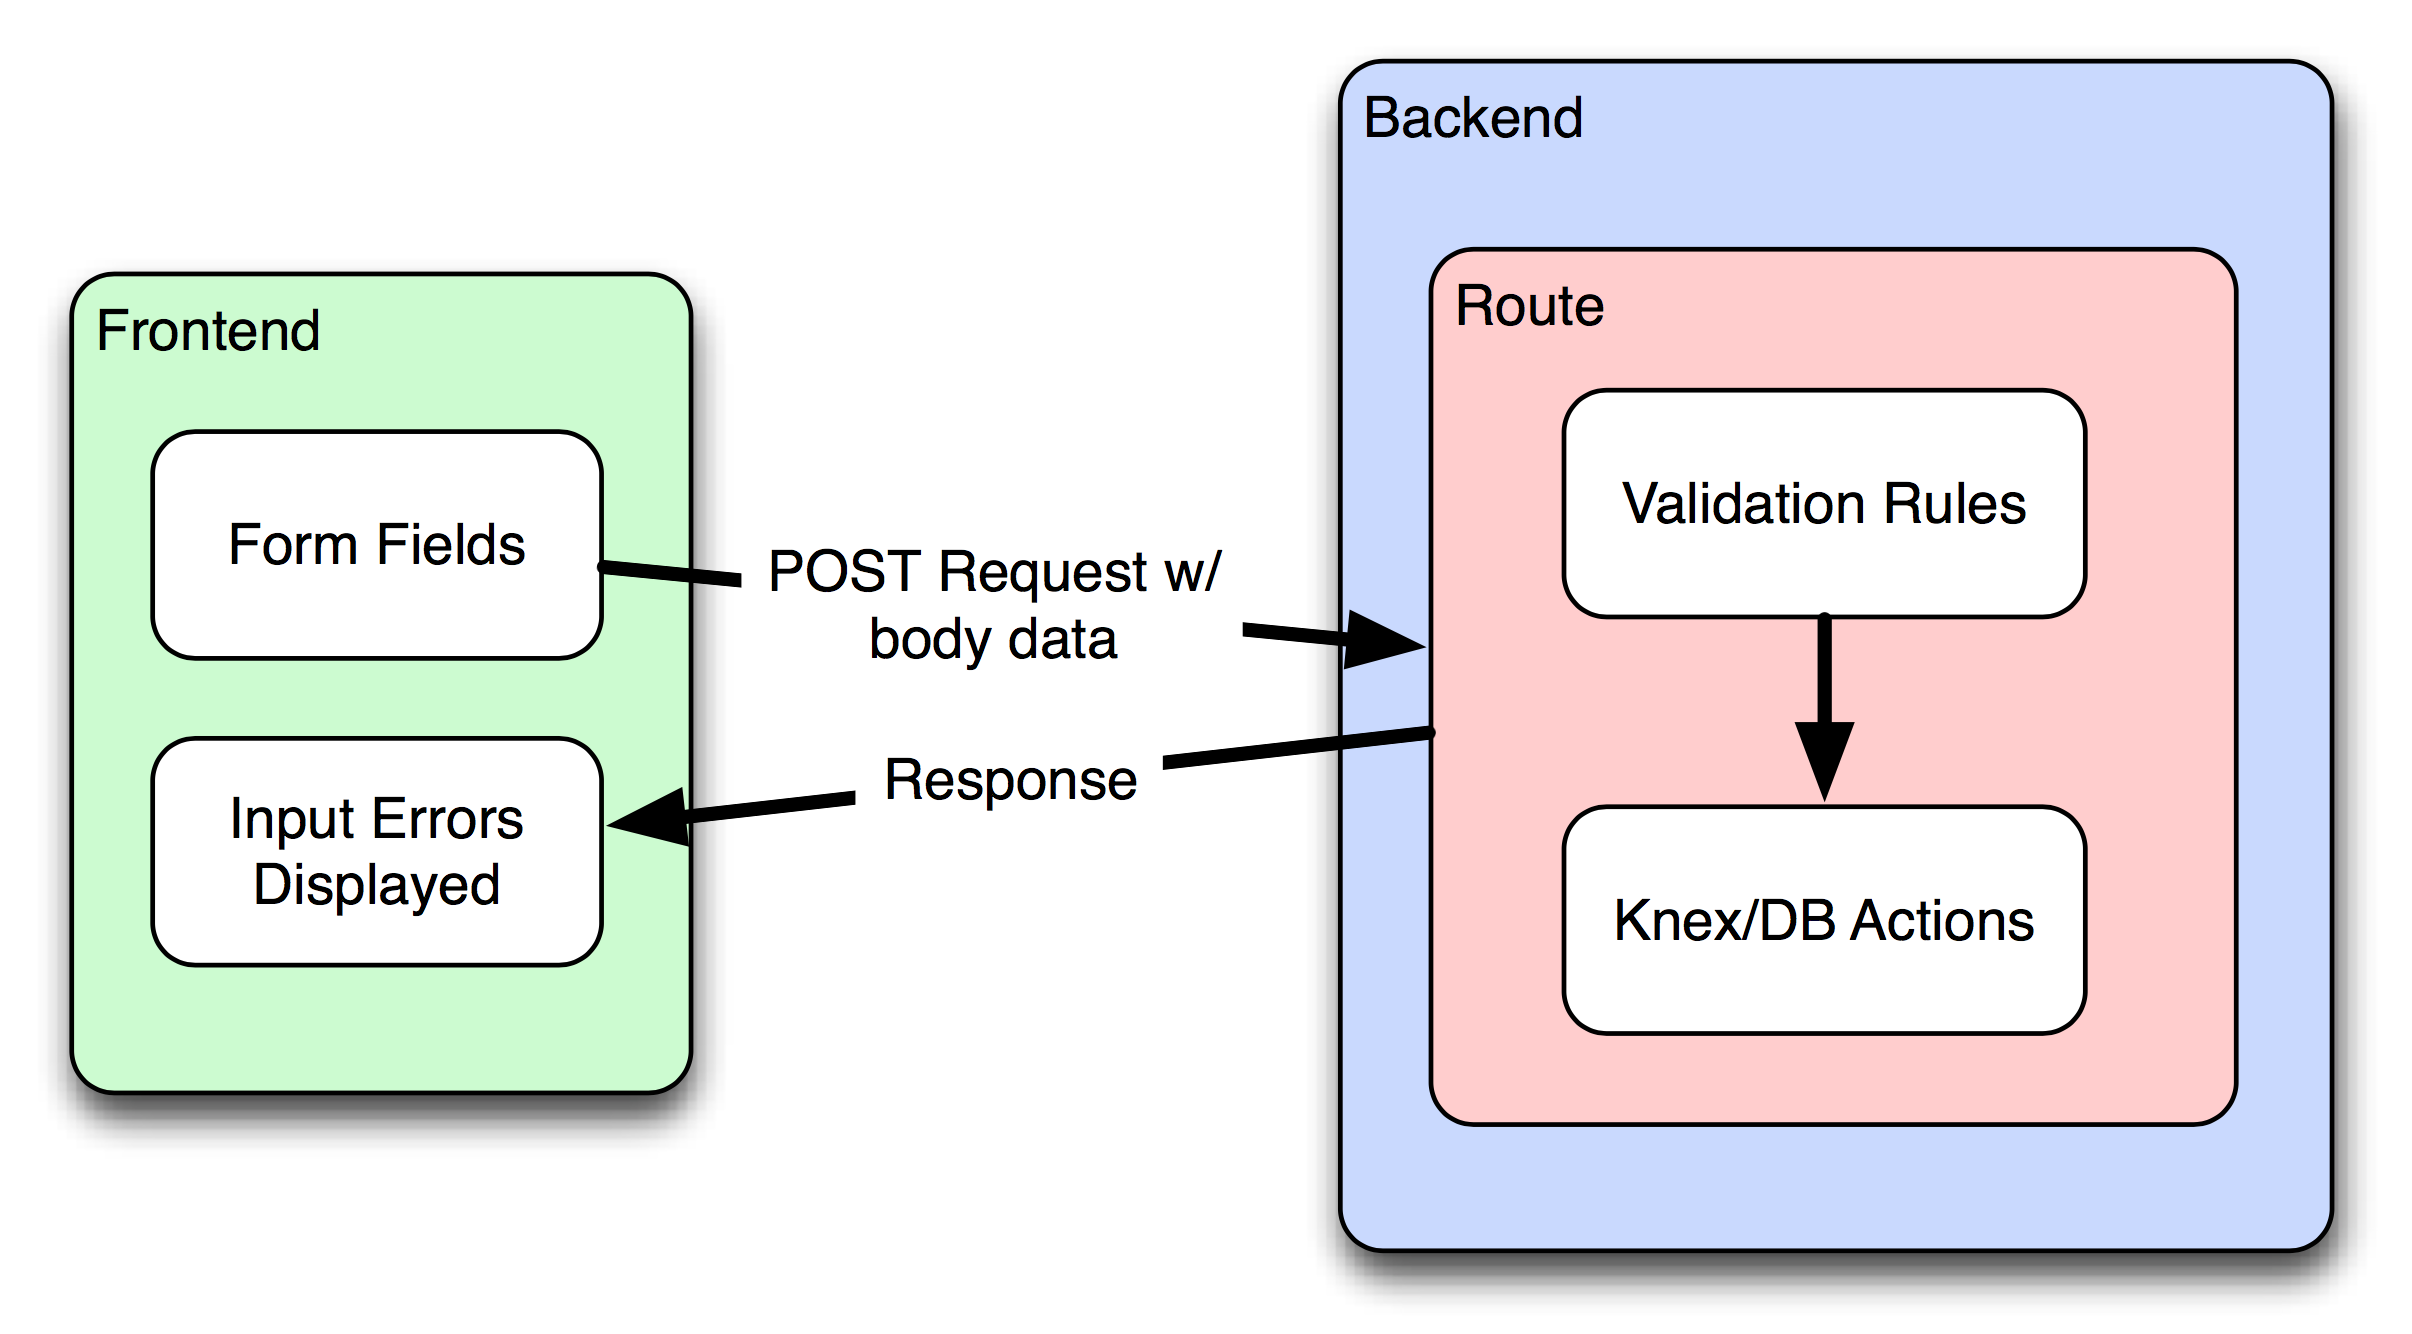 Frontend
Form Fields
Input Errors
Displayed
POST Request w/
body data
Response
Backend
Route
Validation Rules
Knex/DB Actions